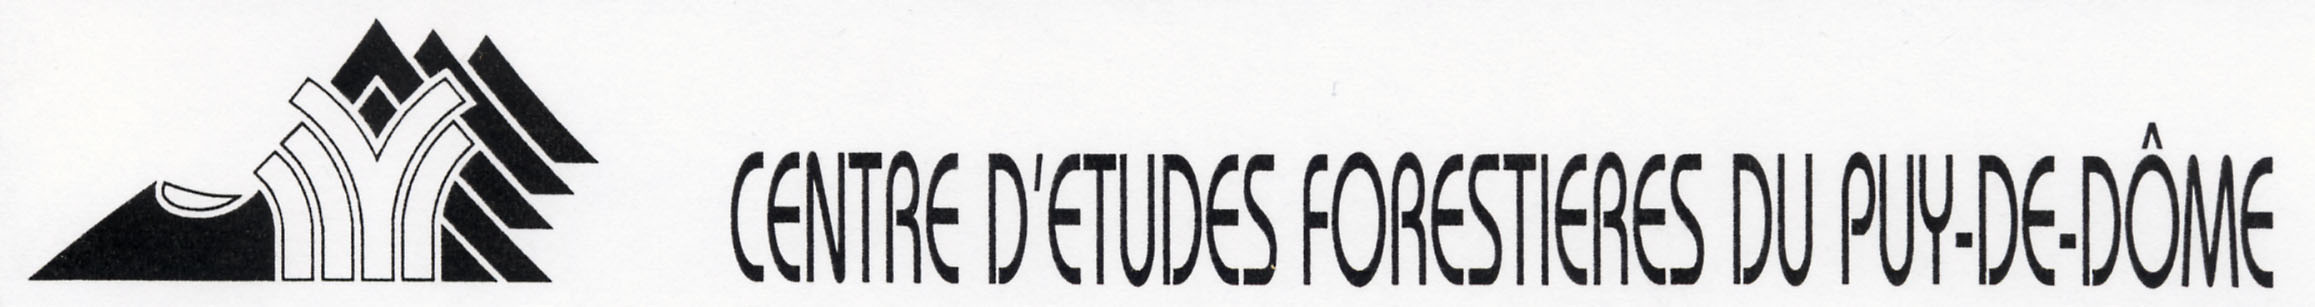 CENTRE D'ETUDES FORESTIERES DU PUY-DE-DÔME